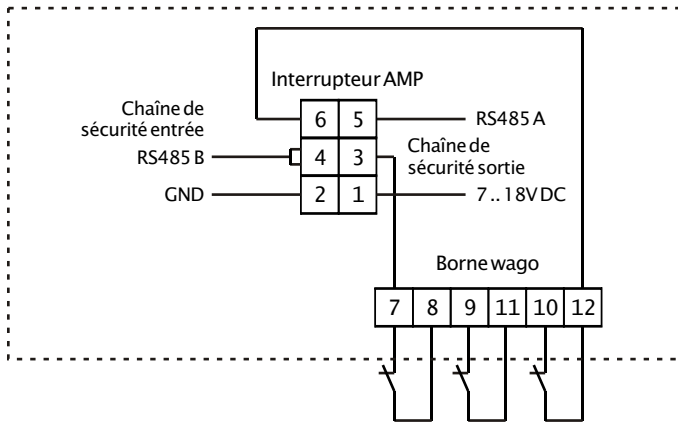 Interrupteur AMP
Chaîne de
sécurité entrée
6 5
RS485 A
RS485 B
4 3
Chaîne de
sécurité sortie
GND
2 1
7 .. 18V DC
Borne wago
7 8 9 11 10 12